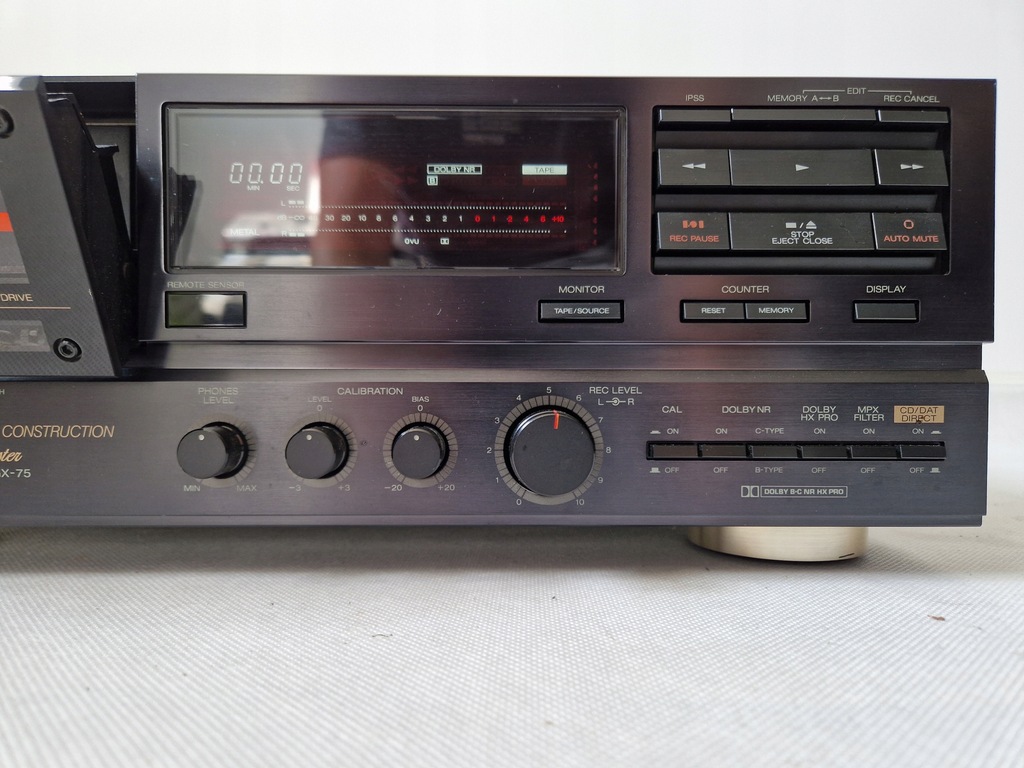 IPSS
EDIT
MEMORY A B
REC CANCEL
00.00
MIN SEC
DOLBY NR
B
TAPE
L
30 20 10 8 6 4 3 2 1 0 1 2 4 6 +10
METAL
R
0VU
REC PAUSE
STOP
EJECT CLOSE
AUTO MUTE
REMOTE SENSOR
MONITOR
TAPE/SOURCE
COUNTER
RESET
MEMORY
DISPLAY
DRIVE
CONSTRUCTION
X-75
PHONES
LEVEL
MIN MAX
CALIBRATION
LEVEL
0
-3 +3
BIAS
0
-20 +20
REC LEVEL
L R
0 1 2 3 4 5 6 7 8 9 10
CAL
DOLBY NR
DOLBY
HX PRO
MPX
FILTER
CD/DAT
DIRECT
ON ON C-TYPE ON ON ON
OFF OFF B-TYPE OFF OFF OFF
DOLBY B·C NR HX PRO